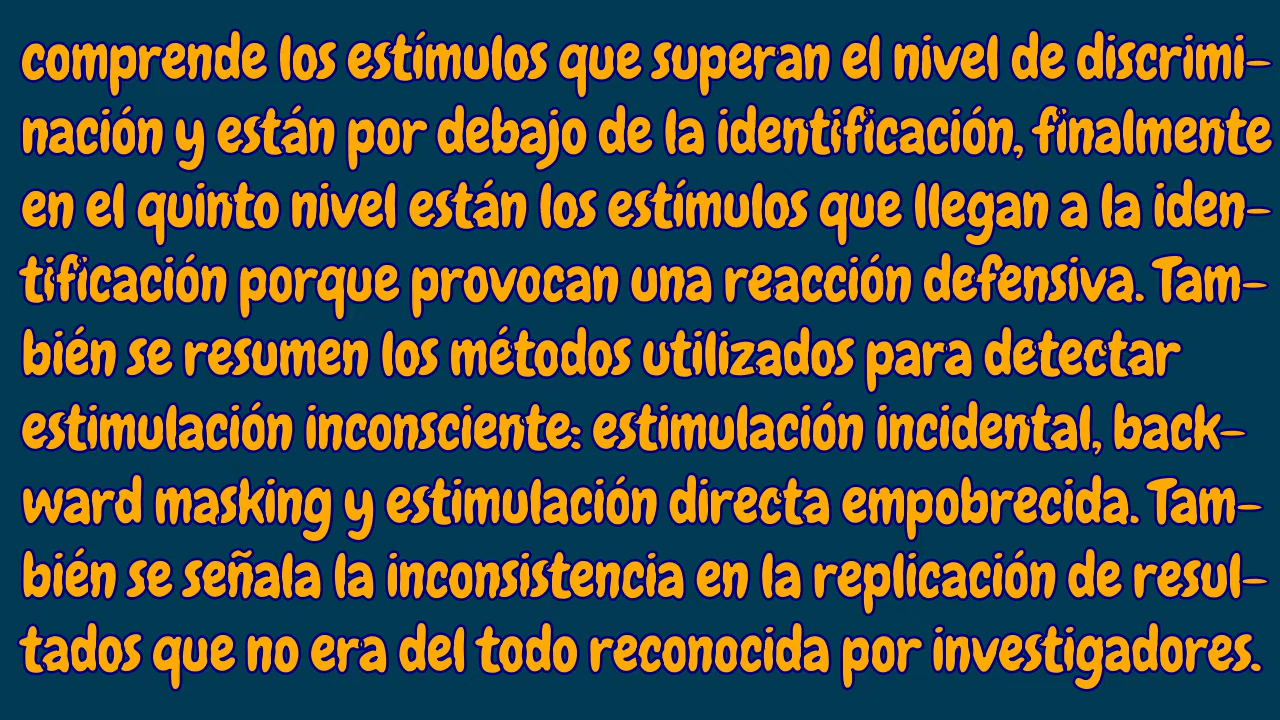 comprende los estímulos que superan el nivel de discrimi-
nación y están por debajo de la identificación, finalmente
en el quinto nivel están los estímulos que llegan a la iden-
tificación porque provocan una reacción defensiva. Tam-
bién se resumen los métodos utilizados para detectar
estimulación inconsciente: estimulación incidental, back-
ward masking y estimulación directa empobrecida. Tam-
bién se señala la inconsistencia en la replicación de resul-
tados que no era del todo reconocida por investigadores.